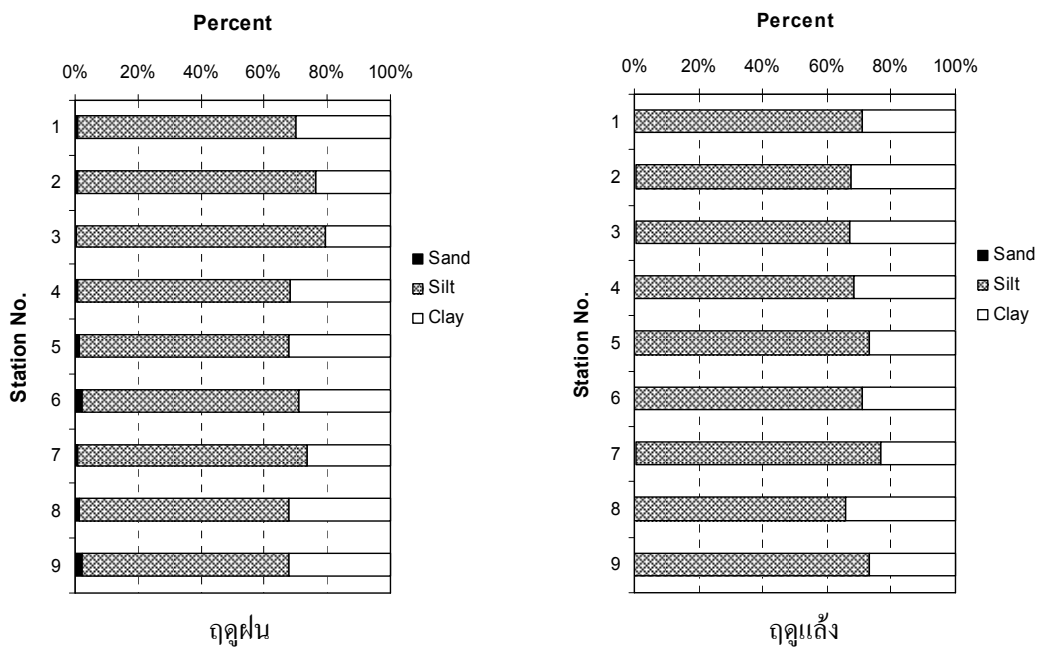 Percent
0% 20% 40% 60% 80% 100%
Station No.
1
2
3
4
5
6
7
8
9
Sand
Silt
Clay
ฤดูฝน
Percent
0% 20% 40% 60% 80% 100%
Station No.
1
2
3
4
5
6
7
8
9
Sand
Silt
Clay
ฤดูแล้ง